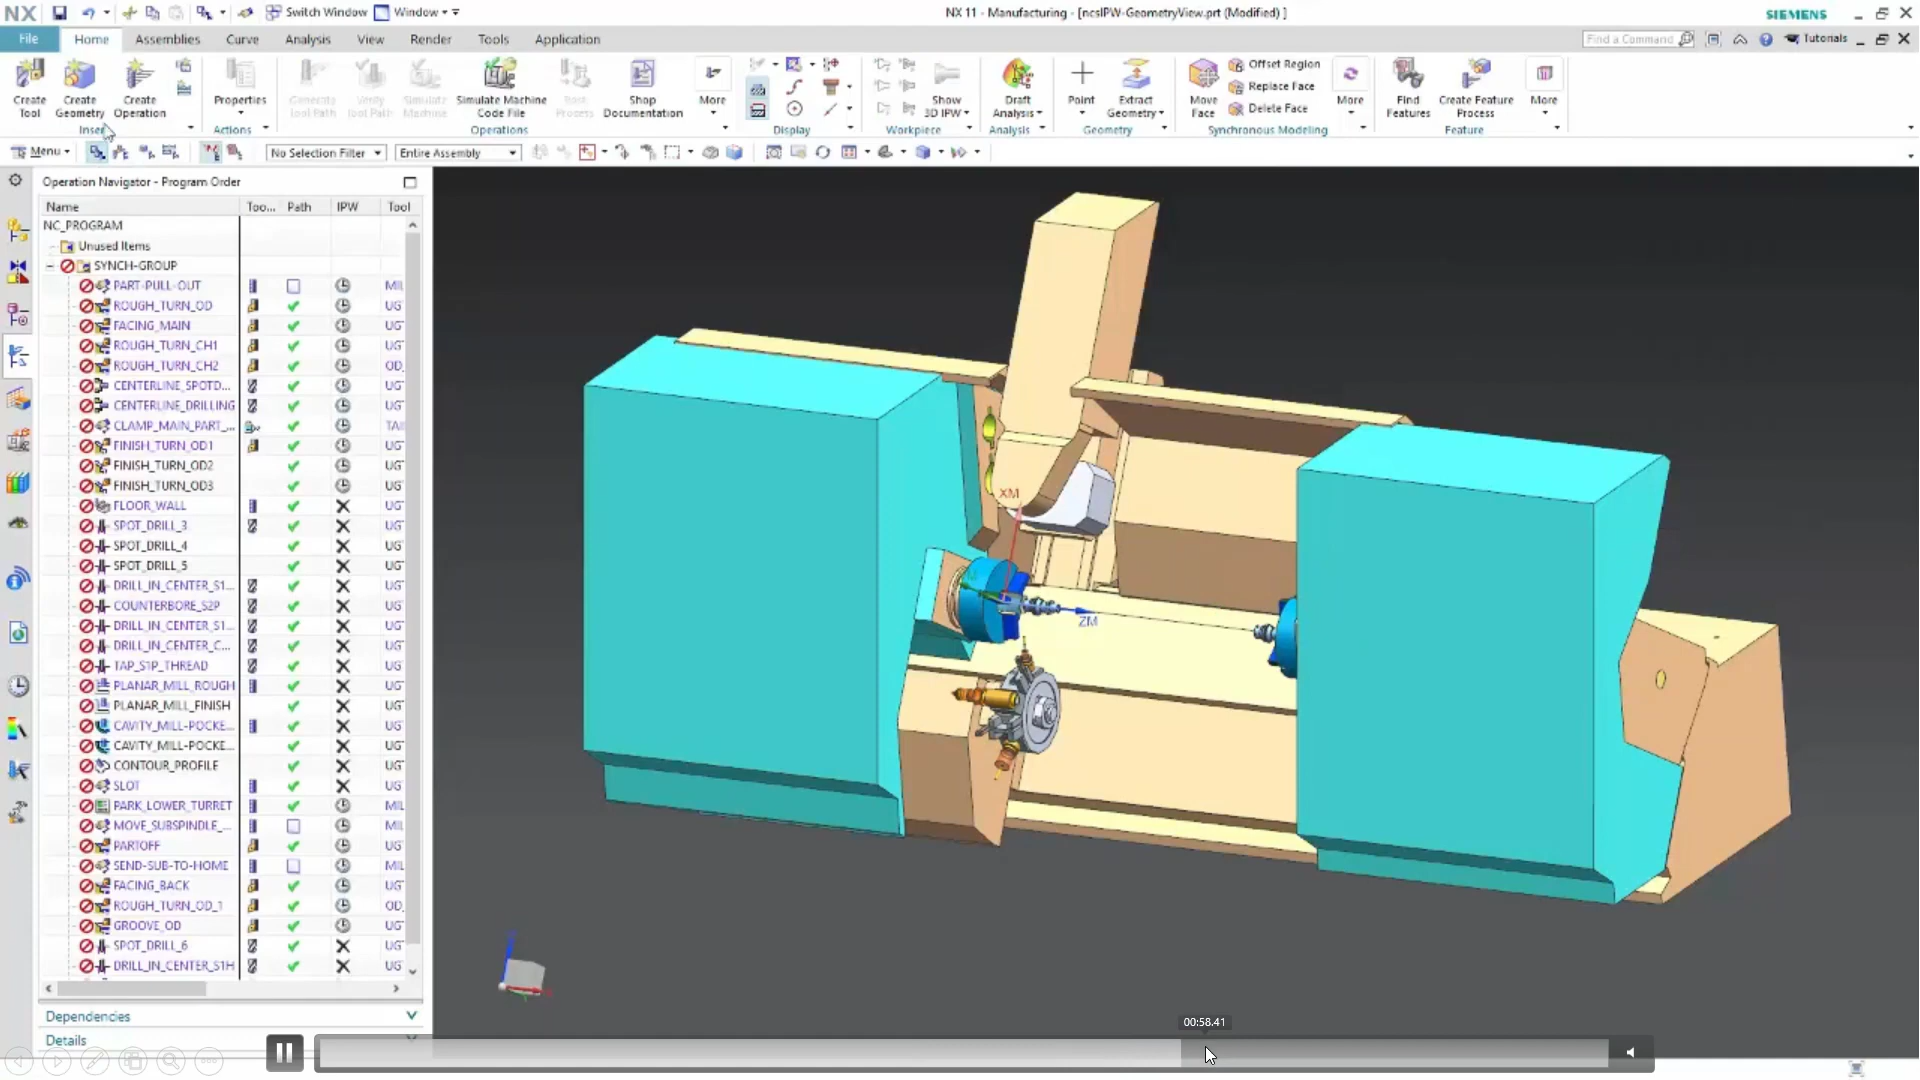 NX Switch Window Window NX 11 - Manufacturing - [ncsIPW-GeometryView.prt (Modified) ] SIEMENS
File Home Assemblies Curve Analysis View Render Tools Application Find a Command Tutorials
Create Tool Create Geometry Create Operation Properties Generate Tool Path Verify Tool Path Simulate Machine Simulate Machine Code File Post Process Shop Documentation More Show 3D IPW Draft Analysis Point Extract Geometry Move Face Offset Region Replace Face Delete Face More Find Features Create Feature Process More
Insert Actions Operations Display Workpiece Analysis Geometry Synchronous Modeling Feature
Menu No Selection Filter Entire Assembly
Operation Navigator - Program Order
Name Too... Path IPW Tool
NC_PROGRAM
Unused Items
SYNCH-GROUP
PART-PULL-OUT MIL
ROUGH_TURN_OD UG
FACING_MAIN UG
ROUGH_TURN_CH1 UG
ROUGH_TURN_CH2 OD_
CENTERLINE_SPOTD... UG
CENTERLINE_DRILLING UG
CLAMP_MAIN_PART_... TAI
FINISH_TURN_OD1 UG
FINISH_TURN_OD2 UG
FINISH_TURN_OD3 UG
FLOOR_WALL UG
SPOT_DRILL_3 UG
SPOT_DRILL_4 UG
SPOT_DRILL_5 UG
DRILL_IN_CENTER_S1... UG
COUNTERBORE_S2P UG
DRILL_IN_CENTER_S1... UG
DRILL_IN_CENTER_C... UG
TAP_S1P_THREAD UG
PLANAR_MILL_ROUGH UG
PLANAR_MILL_FINISH UG
CAVITY_MILL-POCKE... UG
CAVITY_MILL-POCKE... UG
CONTOUR_PROFILE UG
SLOT UG
PARK_LOWER_TURRET MIL
MOVE_SUBSPINDLE_... MIL
PARTOFF UG
SEND-SUB-TO-HOME MIL
FACING_BACK UG
ROUGH_TURN_OD_1 OD_
GROOVE_OD UG
SPOT_DRILL_6 UG
DRILL_IN_CENTER_S1H UG
Dependencies
Details
XM
ZM
00:58.41